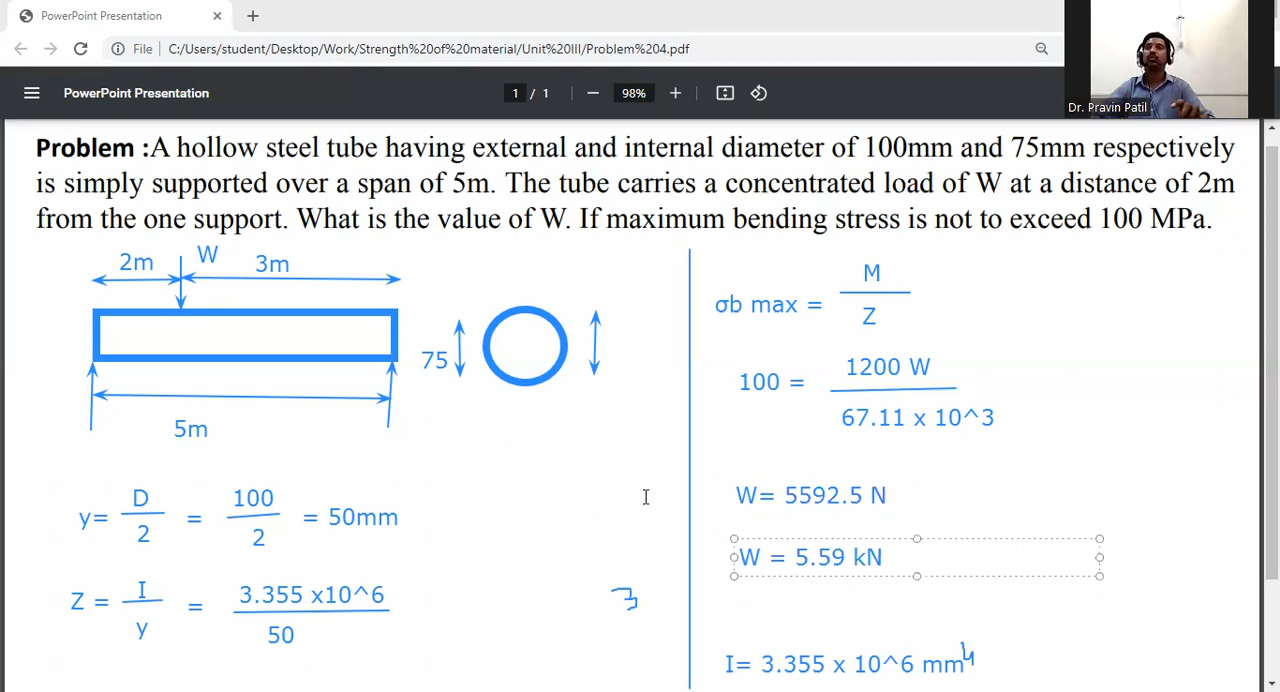 PowerPoint Presentation
File
C:/Users/student/Desktop/Work/Strength%20of%20material/Unit%20III/Problem%204.pdf
PowerPoint Presentation
1 / 1
98%
Dr. Pravin Patil
Problem :A hollow steel tube having external and internal diameter of 100mm and 75mm respectively
is simply supported over a span of 5m. The tube carries a concentrated load of W at a distance of 2m
from the one support. What is the value of W. If maximum bending stress is not to exceed 100 MPa.
2m W 3m
75
5m
y= D/2 = 100/2 = 50mm
Z = I/y = 3.355 x10^6/50
3
σb max = M/Z
100 = 1200 W/67.11 x 10^3
W= 5592.5 N
W = 5.59 kN
I= 3.355 x 10^6 mm4